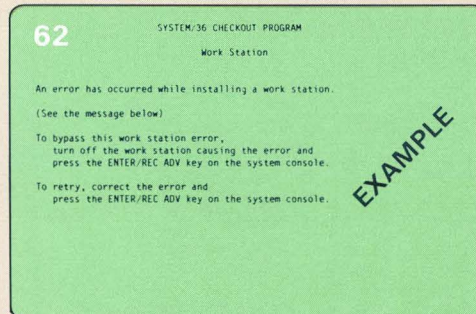 62
SYSTEM/36 CHECKOUT PROGRAM
Work Station
An error has occurred while installing a work station.
(See the message below)
To bypass this work station error,
turn off the work station causing the error and
press the ENTER/REC ADV key on the system console.
To retry, correct the error and
press the ENTER/REC ADV key on the system console.
EXAMPLE